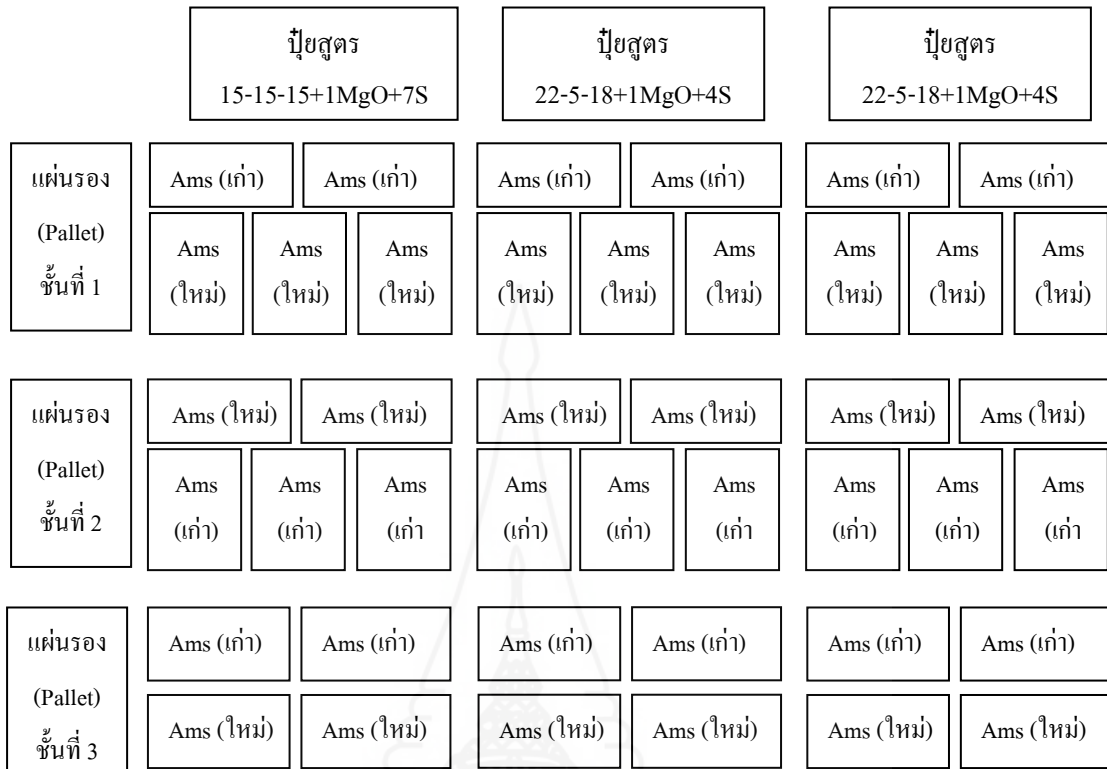 ปุ๋ยสูตร
15-15-15+1MgO+7S
ปุ๋ยสูตร
22-5-18+1MgO+4S
ปุ๋ยสูตร
22-5-18+1MgO+4S
แผ่นรอง
(Pallet)
ชั้นที่ 1
Ams (เก่า)
Ams (เก่า)
Ams (เก่า)
Ams (เก่า)
Ams (เก่า)
Ams (เก่า)
Ams
(ใหม่)
Ams
(ใหม่)
Ams
(ใหม่)
Ams
(ใหม่)
Ams
(ใหม่)
Ams
(ใหม่)
Ams
(ใหม่)
Ams
(ใหม่)
Ams
(ใหม่)
แผ่นรอง
(Pallet)
ชั้นที่ 2
Ams (ใหม่)
Ams (ใหม่)
Ams (ใหม่)
Ams (ใหม่)
Ams (ใหม่)
Ams (ใหม่)
Ams
(เก่า)
Ams
(เก่า)
Ams
(เก่า
Ams
(เก่า)
Ams
(เก่า)
Ams
(เก่า
Ams
(เก่า)
Ams
(เก่า)
Ams
(เก่า
แผ่นรอง
(Pallet)
ชั้นที่ 3
Ams (เก่า)
Ams (เก่า)
Ams (เก่า)
Ams (เก่า)
Ams (เก่า)
Ams (เก่า)
Ams (ใหม่)
Ams (ใหม่)
Ams (ใหม่)
Ams (ใหม่)
Ams (ใหม่)
Ams (ใหม่)